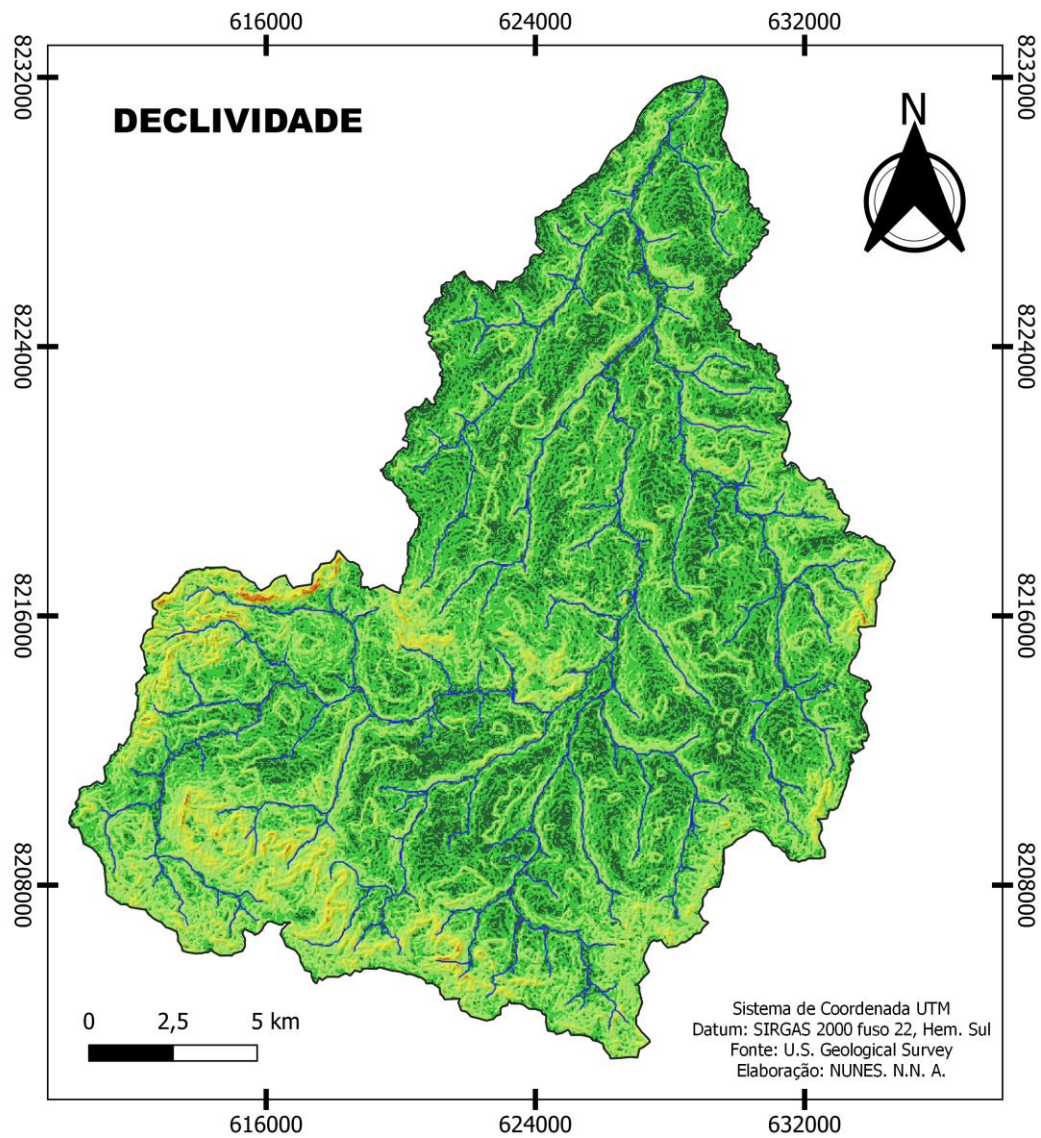 616000
624000
632000
8232000
8232000
DECLIVIDADE
N
8224000
8224000
8216000
8216000
8208000
8208000
0
2,5
5 km
Sistema de Coordenada UTM
Datum: SIRGAS 2000 fuso 22, Hem. Sul
Fonte: U.S. Geological Survey
Elaboração: NUNES. N.N. A.
616000
624000
632000